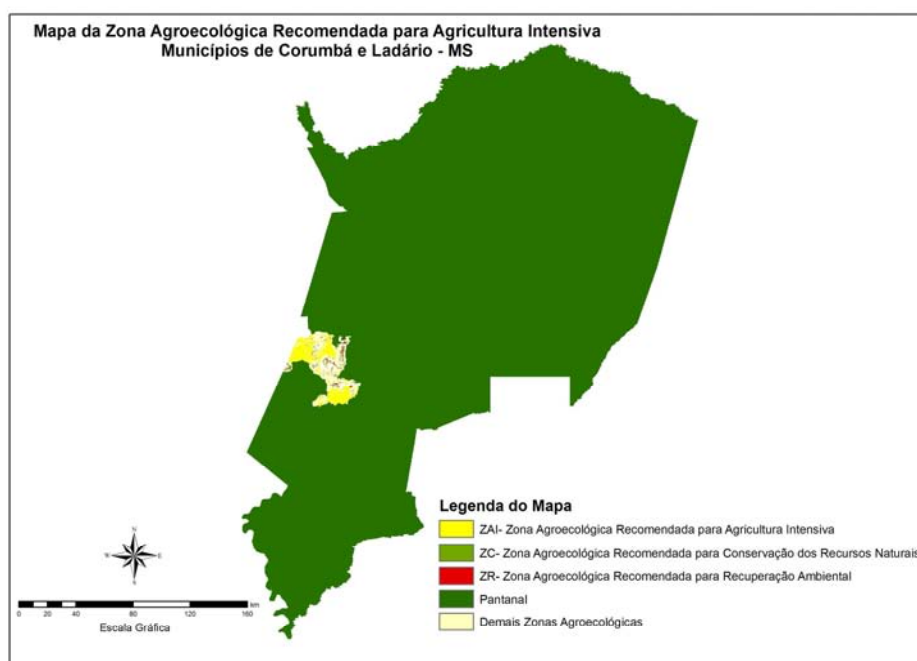 Mapa da Zona Agroecológica Recomendada para Agricultura Intensiva
Municípios de Corumbá e Ladário - MS
Legenda do Mapa
ZAI- Zona Agroecológica Recomendada para Agricultura Intensiva
ZC- Zona Agroecológica Recomendada para Conservação dos Recursos Naturais
ZR- Zona Agroecológica Recomendada para Recuperação Ambiental
Pantanal
Demais Zonas Agroecológicas
N
W
E
S
km
0 20 40 80 120 160
Escala Gráfica